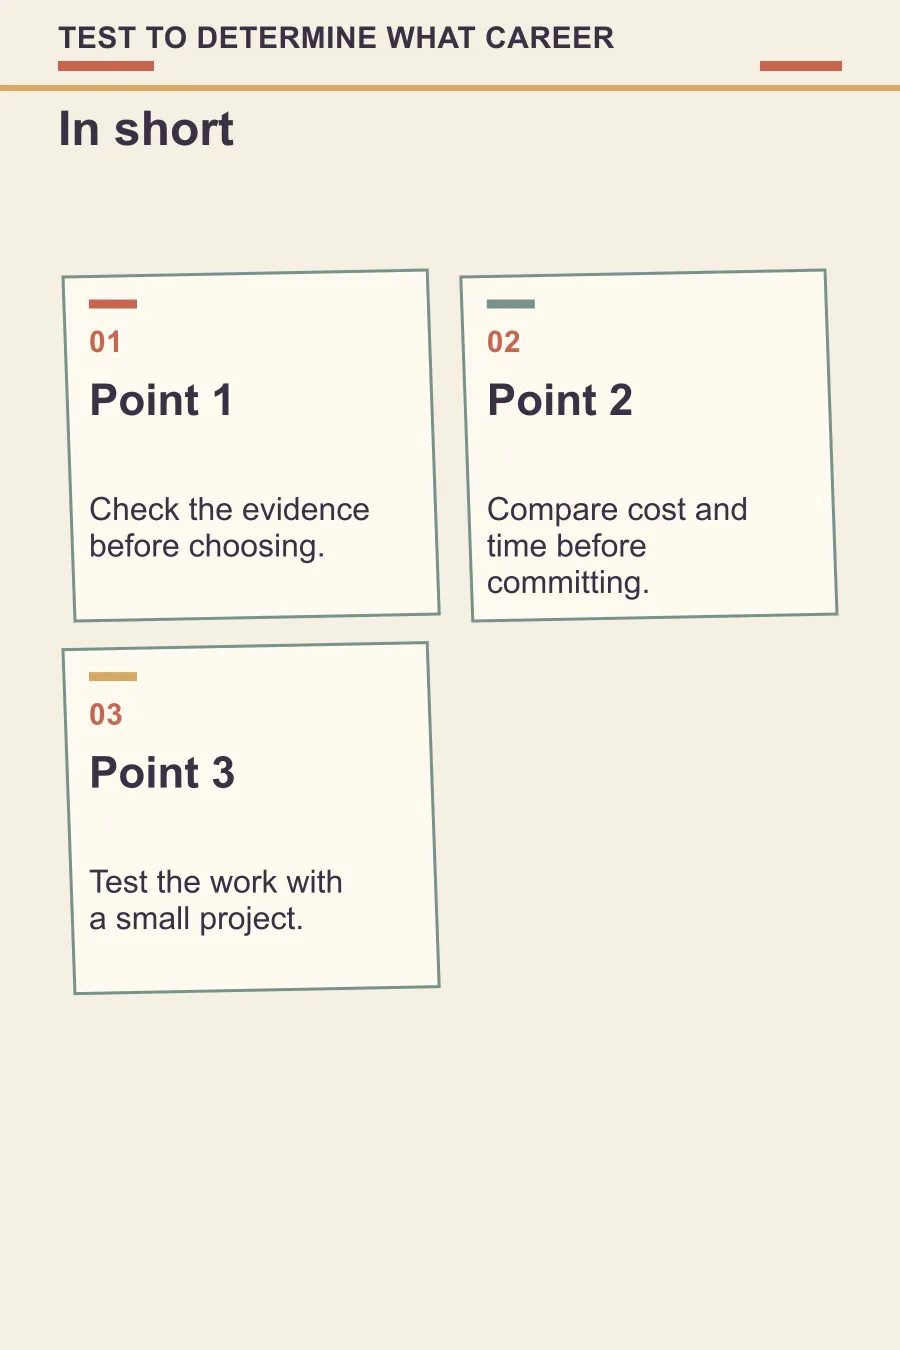 TEST TO DETERMINE WHAT CAREER
In short
01
Point 1
Check the evidence
before choosing.
02
Point 2
Compare cost and
time before
committing.
03
Point 3
Test the work with
a small project.